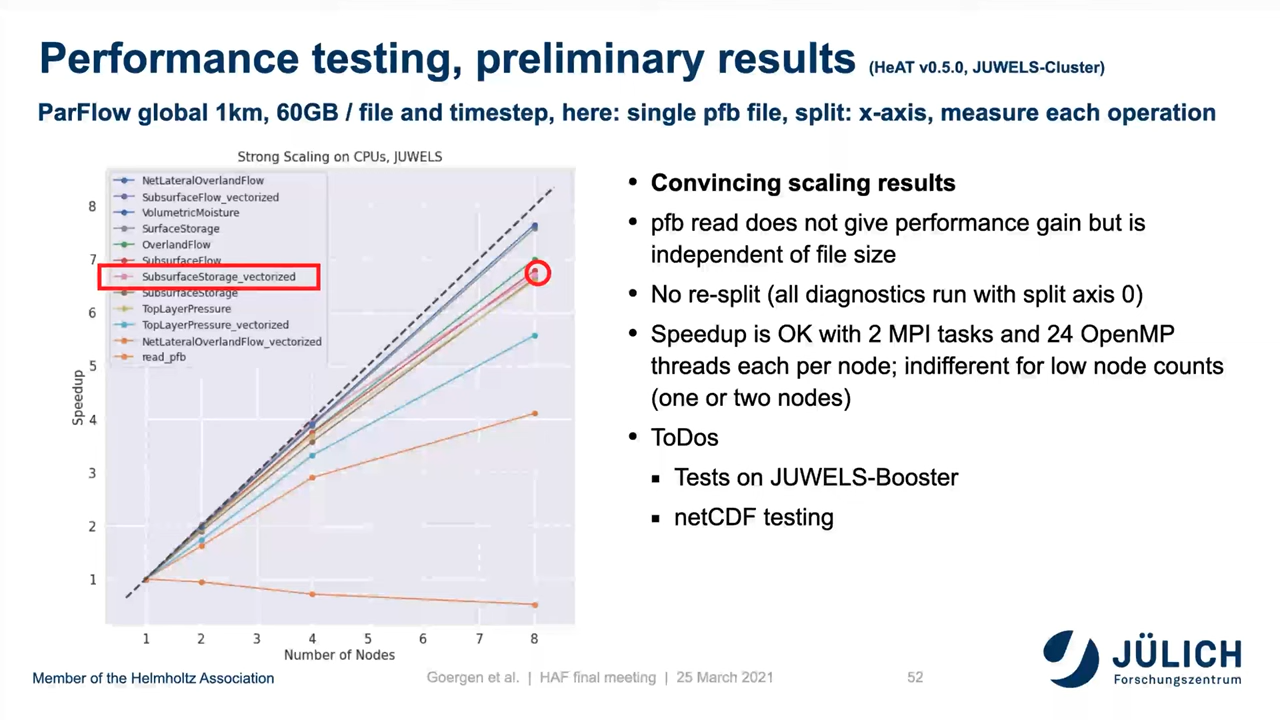 Performance testing, preliminary results (HeAT v0.5.0, JUWELS-Cluster)
ParFlow global 1km, 60GB / file and timestep, here: single pfb file, split: x-axis, measure each operation
Strong Scaling on CPUs, JUWELS
NetLateralOverlandFlow
SubsurfaceFlow_vectorized
VolumetricMoisture
SurfaceStorage
OverlandFlow
SubsurfaceFlow
SubsurfaceStorage_vectorized
SubsurfaceStorage
TopLayerPressure
TopLayerPressure_vectorized
NetLateralOverlandFlow_vectorized
read_pfb
8
7
6
5
4
3
2
1
Speedup
1 2 3 4 5 6 7 8
Number of Nodes
• Convincing scaling results
• pfb read does not give performance gain but is
independent of file size
• No re-split (all diagnostics run with split axis 0)
• Speedup is OK with 2 MPI tasks and 24 OpenMP
threads each per node; indifferent for low node counts
(one or two nodes)
• ToDos
▪ Tests on JUWELS-Booster
▪ netCDF testing
Member of the Helmholtz Association
Goergen et al. | HAF final meeting | 25 March 2021
52
JÜLICH
Forschungszentrum